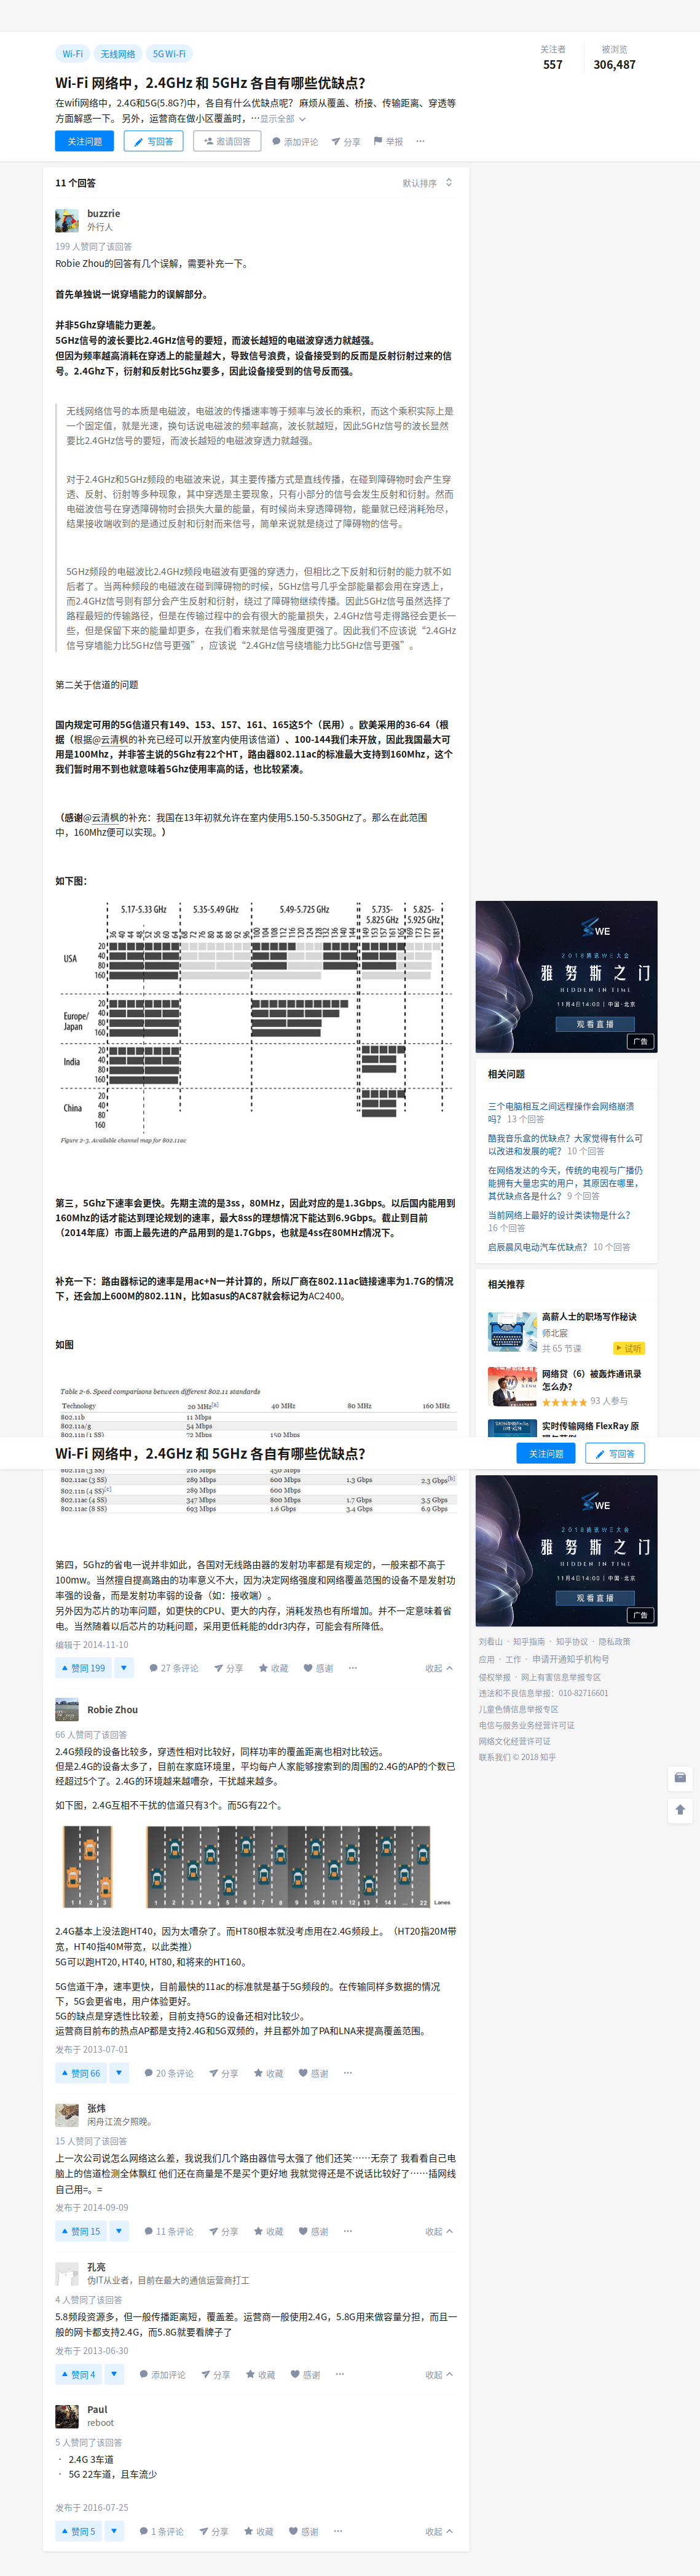 Wi-Fi
无线网络
5G Wi-Fi
关注者
被浏览
557
306,487
Wi-Fi 网络中，2.4GHz 和 5GHz 各自有哪些优缺点？
在wifi网络中，2.4G和5G(5.8G?)中，各自有什么优缺点呢？ 麻烦从覆盖、桥接、传输距离、穿透等
方面解惑一下。 另外，运营商在做小区覆盖时，…显示全部
关注问题
写回答
邀请回答
添加评论
分享
举报
11 个回答
默认排序
buzzrie
外行人
199 人赞同了该回答
Robie Zhou的回答有几个误解，需要补充一下。
首先单独说一说穿墙能力的误解部分。
并非5Ghz穿墙能力更差。
5GHz信号的波长要比2.4GHz信号的要短，而波长越短的电磁波穿透力就越强。
但因为频率越高消耗在穿透上的能量越大，导致信号浪费，设备接受到的反而是反射衍射过来的信
号。2.4Ghz下，衍射和反射比5Ghz要多，因此设备接受到的信号反而强。
无线网络信号的本质是电磁波，电磁波的传播速率等于频率与波长的乘积，而这个乘积实际上是
一个固定值，就是光速，换句话说电磁波的频率越高，波长就越短，因此5GHz信号的波长显然
要比2.4GHz信号的要短，而波长越短的电磁波穿透力就越强。
对于2.4GHz和5GHz频段的电磁波来说，其主要传播方式是直线传播，在碰到障碍物时会产生穿
透、反射、衍射等多种现象，其中穿透是主要现象，只有小部分的信号会发生反射和衍射。然而
电磁波信号在穿透障碍物时会损失大量的能量，有时候尚未穿透障碍物，能量就已经消耗殆尽，
结果接收端收到的是通过反射和衍射而来信号，简单来说就是绕过了障碍物的信号。
5GHz频段的电磁波比2.4GHz频段电磁波有更强的穿透力，但相比之下反射和衍射的能力就不如
后者了。当两种频段的电磁波在碰到障碍物的时候，5GHz信号几乎全部能量都会用在穿透上，
而2.4GHz信号则有部分会产生反射和衍射，绕过了障碍物继续传播。因此5GHz信号虽然选择了
路程最短的传输路径，但是在传输过程中的会有很大的能量损失，2.4GHz信号走得路径会更长一
些，但是保留下来的能量却更多，在我们看来就是信号强度更强了。因此我们不应该说“2.4GHz
信号穿墙能力比5GHz信号更强”，应该说“2.4GHz信号绕墙能力比5GHz信号更强”。
第二关于信道的问题
国内规定可用的5G信道只有149、153、157、161、165这5个（民用）。欧美采用的36-64（根
据（根据@云清枫的补充已经可以开放室内使用该信道）、100-144我们未开放，因此我国最大可
用是100Mhz，并非答主说的5Ghz有22个HT，路由器802.11ac的标准最大支持到160Mhz，这个
我们暂时用不到也就意味着5Ghz使用率高的话，也比较紧凑。
（感谢@云清枫的补充：我国在13年初就允许在室内使用5.150-5.350GHz了。那么在此范围
中，160Mhz便可以实现。）
如下图：
5.17-5.33 GHz
5.35-5.49 GHz
5.49-5.725 GHz
5.735-
5.825 GHz
5.825-
5.925 GHz
USA
20
40
80
160
Europe/
Japan
20
40
80
160
India
20
40
80
160
China
20
40
80
160
Figure 2-3. Available channel map for 802.11ac
第三，5Ghz下速率会更快。先期主流的是3ss，80MHz，因此对应的是1.3Gbps。以后国内能用到
160Mhz的话才能达到理论规划的速率，最大8ss的理想情况下能达到6.9Gbps。截止到目前
（2014年底）市面上最先进的产品用到的是1.7Gbps，也就是4ss在80MHz情况下。
补充一下：路由器标记的速率是用ac+N一并计算的，所以厂商在802.11ac链接速率为1.7G的情况
下，还会加上600M的802.11N，比如asus的AC87就会标记为AC2400。
如图
Table 2-6. Speed comparisons between different 802.11 standards
Technology 20 MHz[a] 40 MHz 80 MHz 160 MHz
802.11b 11 Mbps
802.11a/g 54 Mbps
802.11n (1 SS) 72 Mbps 150 Mbps
Wi-Fi 网络中，2.4GHz 和 5GHz 各自有哪些优缺点？
关注问题
写回答
802.11n (3 SS) 216 Mbps 450 Mbps
802.11ac (3 SS) 289 Mbps 600 Mbps 1.3 Gbps 2.3 Gbps[b]
802.11n (4 SS)[c] 289 Mbps 600 Mbps
802.11ac (4 SS) 347 Mbps 800 Mbps 1.7 Gbps 3.5 Gbps
802.11ac (8 SS) 693 Mbps 1.6 Gbps 3.4 Gbps 6.9 Gbps
第四，5Ghz的省电一说并非如此，各国对无线路由器的发射功率都是有规定的，一般来都不高于
100mw。当然擅自提高路由的功率意义不大，因为决定网络强度和网络覆盖范围的设备不是发射功
率强的设备，而是发射功率弱的设备（如：接收端）。
另外因为芯片的功率问题，如更快的CPU、更大的内存，消耗发热也有所增加。并不一定意味着省
电。当然随着以后芯片的功耗问题，采用更低耗能的ddr3内存，可能会有所降低。
编辑于 2014-11-10
赞同 199
27 条评论
分享
收藏
感谢
收起
Robie Zhou
66 人赞同了该回答
2.4G频段的设备比较多，穿透性相对比较好，同样功率的覆盖距离也相对比较远。
但是2.4G的设备太多了，目前在家庭环境里，平均每户人家能够搜索到的周围的2.4G的AP的个数已
经超过5个了。2.4G的环境越来越嘈杂，干扰越来越多。
如下图，2.4G互相不干扰的信道只有3个。而5G有22个。
1 2 3
1 2 3 4 5 6 7 8 9 10 11 12 13 14 ... 22 Lanes
2.4G基本上没法跑HT40，因为太嘈杂了。而HT80根本就没考虑用在2.4G频段上。（HT20指20M带
宽，HT40指40M带宽，以此类推）
5G可以跑HT20, HT40, HT80, 和将来的HT160。
5G信道干净，速率更快，目前最快的11ac的标准就是基于5G频段的。在传输同样多数据的情况
下，5G会更省电，用户体验更好。
5G的缺点是穿透性比较差，目前支持5G的设备还相对比较少。
运营商目前布的热点AP都是支持2.4G和5G双频的，并且都外加了PA和LNA来提高覆盖范围。
发布于 2013-07-01
赞同 66
20 条评论
分享
收藏
感谢
张炜
闲舟江流夕照晚。
15 人赞同了该回答
上一次公司说怎么网络这么差，我说我们几个路由器信号太强了 他们还笑……无奈了 我看看自己电
脑上的信道检测全体飘红 他们还在商量是不是买个更好地 我就觉得还是不说话比较好了……插网线
自己用=。=
发布于 2014-09-09
赞同 15
11 条评论
分享
收藏
感谢
收起
孔亮
伪IT从业者，目前在最大的通信运营商打工
4 人赞同了该回答
5.8频段资源多，但一般传播距离短，覆盖差。运营商一般使用2.4G，5.8G用来做容量分担，而且一
般的网卡都支持2.4G，而5.8G就要看牌子了
发布于 2013-06-30
赞同 4
添加评论
分享
收藏
感谢
收起
Paul
reboot
5 人赞同了该回答
· 2.4G 3车道
· 5G 22车道，且车流少
发布于 2016-07-25
赞同 5
1 条评论
分享
收藏
感谢
收起
WE
2018腾讯WE大会
雅努斯之门
HIDDEN IN TIME
11月4日14:00 | 中国·北京
观看直播
广告
相关问题
三个电脑相互之间远程操作会网络崩溃
吗？ 13 个回答
酷我音乐盒的优缺点？大家觉得有什么可
以改进和发展的呢？ 10 个回答
在网络发达的今天，传统的电视与广播仍
能拥有大量忠实的用户，其原因在哪里，
其优缺点各是什么？ 9 个回答
当前网络上最好的设计类读物是什么？
16 个回答
启辰晨风电动汽车优缺点？ 10 个回答
相关推荐
高薪人士的职场写作秘诀
师北宸
共 65 节课
试听
网络贷（6）被轰炸通讯录
怎么办？
93 人参与
实时传输网络 FlexRay 原
WE
2018腾讯WE大会
雅努斯之门
HIDDEN IN TIME
11月4日14:00 | 中国·北京
观看直播
广告
刘看山 · 知乎指南 · 知乎协议 · 隐私政策
应用 · 工作 · 申请开通知乎机构号
侵权举报 · 网上有害信息举报专区
违法和不良信息举报：010-82716601
儿童色情信息举报专区
电信与服务业务经营许可证
网络文化经营许可证
联系我们 © 2018 知乎